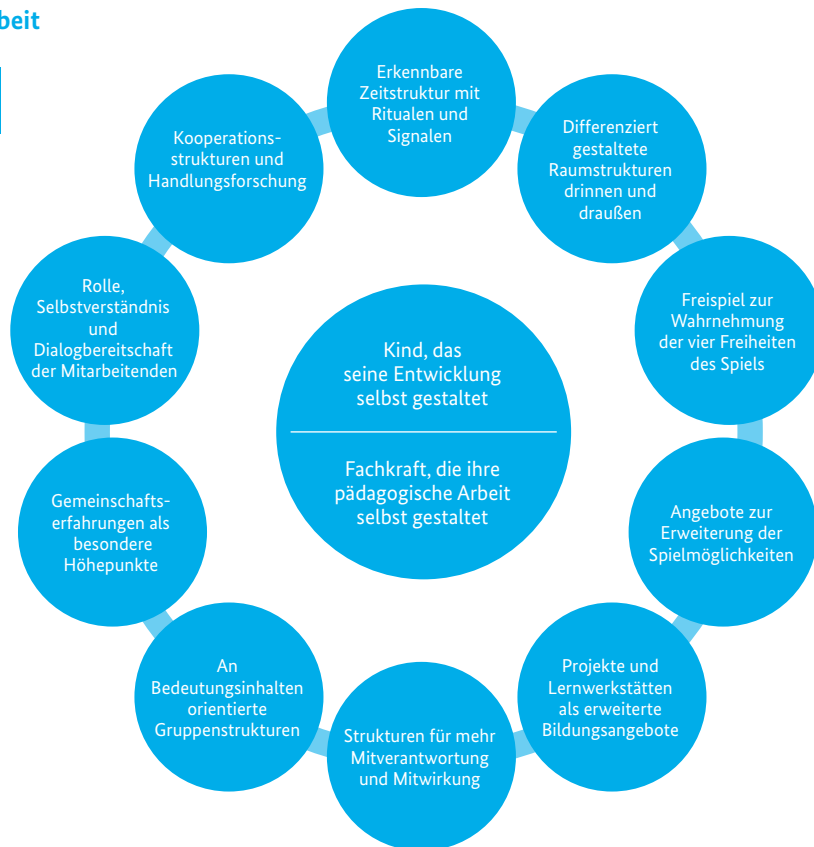 beit
Erkennbare
Zeitstruktur mit
Ritualen und
Signalen
Differenziert
gestaltete
Raumstrukturen
drinnen und
draußen
Freispiel zur
Wahrnehmung
der vier Freiheiten
des Spiels
Angebote zur
Erweiterung der
Spielmöglichkeiten
Projekte und
Lernwerkstätten
als erweiterte
Bildungsangebote
Strukturen für mehr
Mitverantwortung
und Mitwirkung
An
Bedeutungsinhalten
orientierte
Gruppenstrukturen
Gemeinschafts-
erfahrungen als
besondere
Höhepunkte
Rolle,
Selbstverständnis
und
Dialogbereitschaft
der Mitarbeitenden
Kooperations-
strukturen und
Handlungsforschung
Kind, das
seine Entwicklung
selbst gestaltet
Fachkraft, die ihre
pädagogische Arbeit
selbst gestaltet